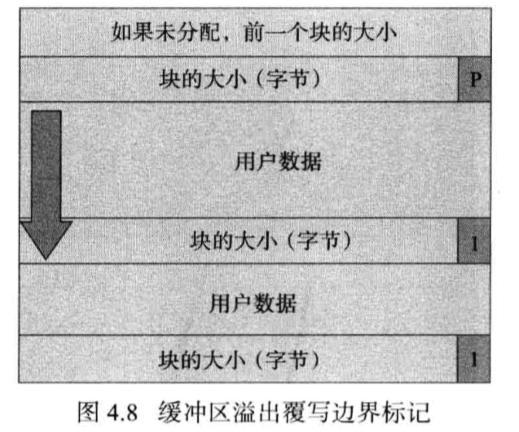 如果未分配，前一个块的大小
块的大小（字节） P
用户数据
块的大小（字节） 1
用户数据
块的大小（字节） 1
图 4.8 缓冲区溢出覆写边界标记